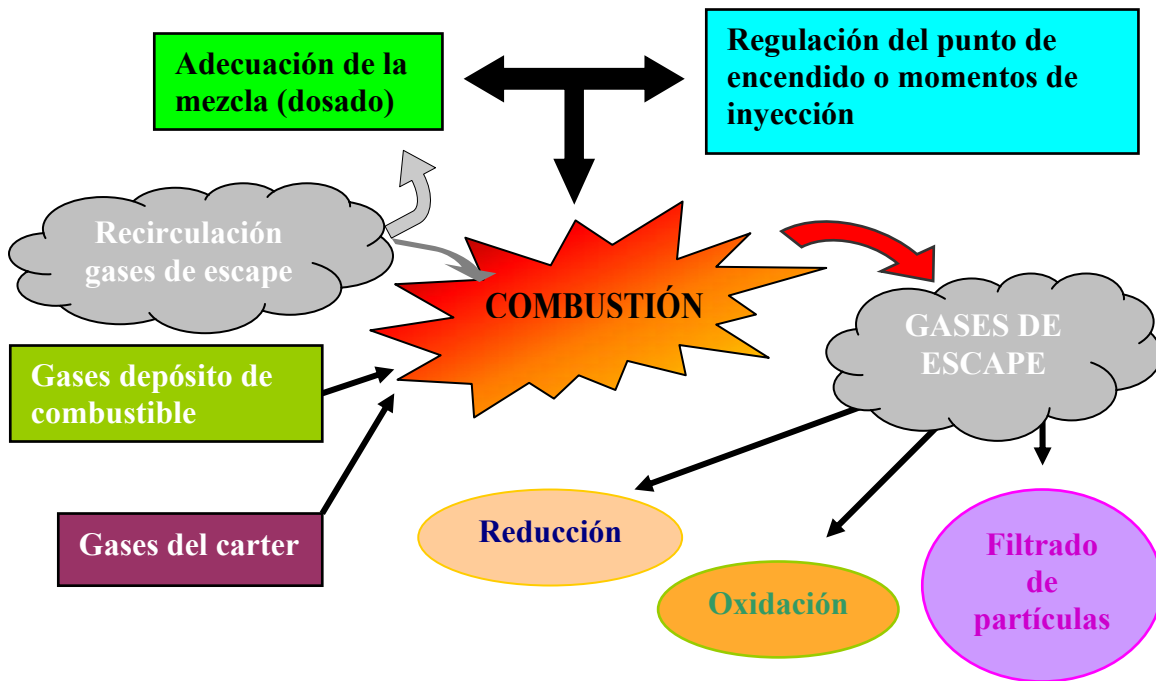 Adecuación de la
mezcla (dosado)
Regulación del punto de
encendido o momentos de
inyección
Recirculación
gases de escape
COMBUSTIÓN
GASES DE
ESCAPE
Gases depósito de
combustible
Gases del carter
Reducción
Oxidación
Filtrado
de
partículas